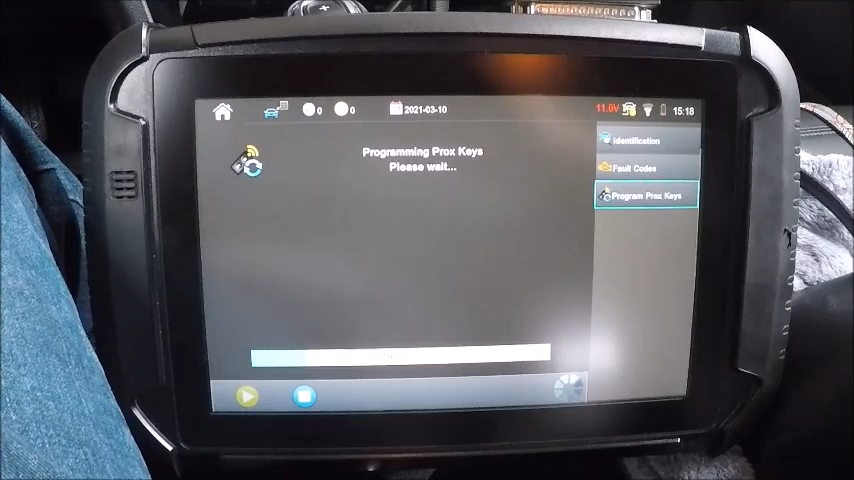 0
0
2021-03-10
11.6V
15:18
Programming Prox Keys
Please wait...
Identification
Fault Codes
Program Prox Keys